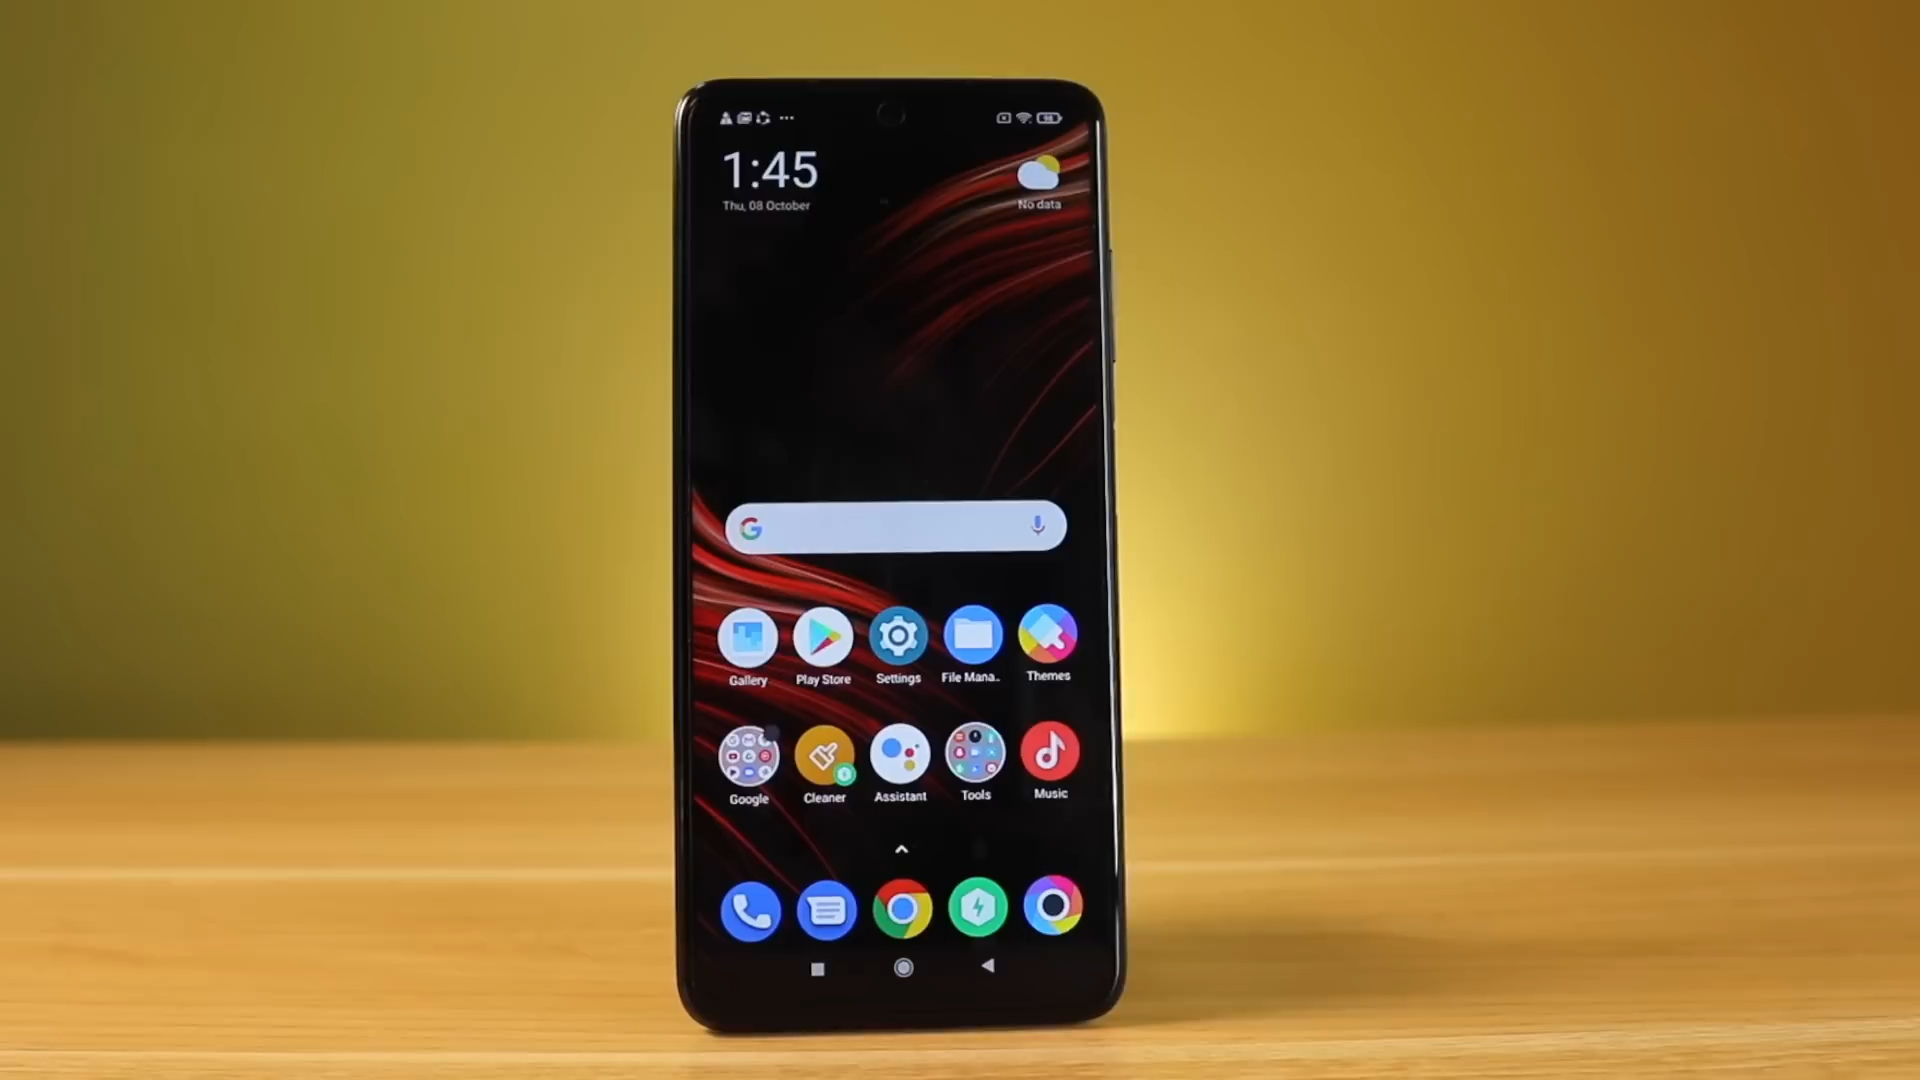 1:45
Thu, 08 October
No data
Gallery
Play Store
Settings
File Mana..
Themes
Google
Cleaner
Assistant
Tools
Music